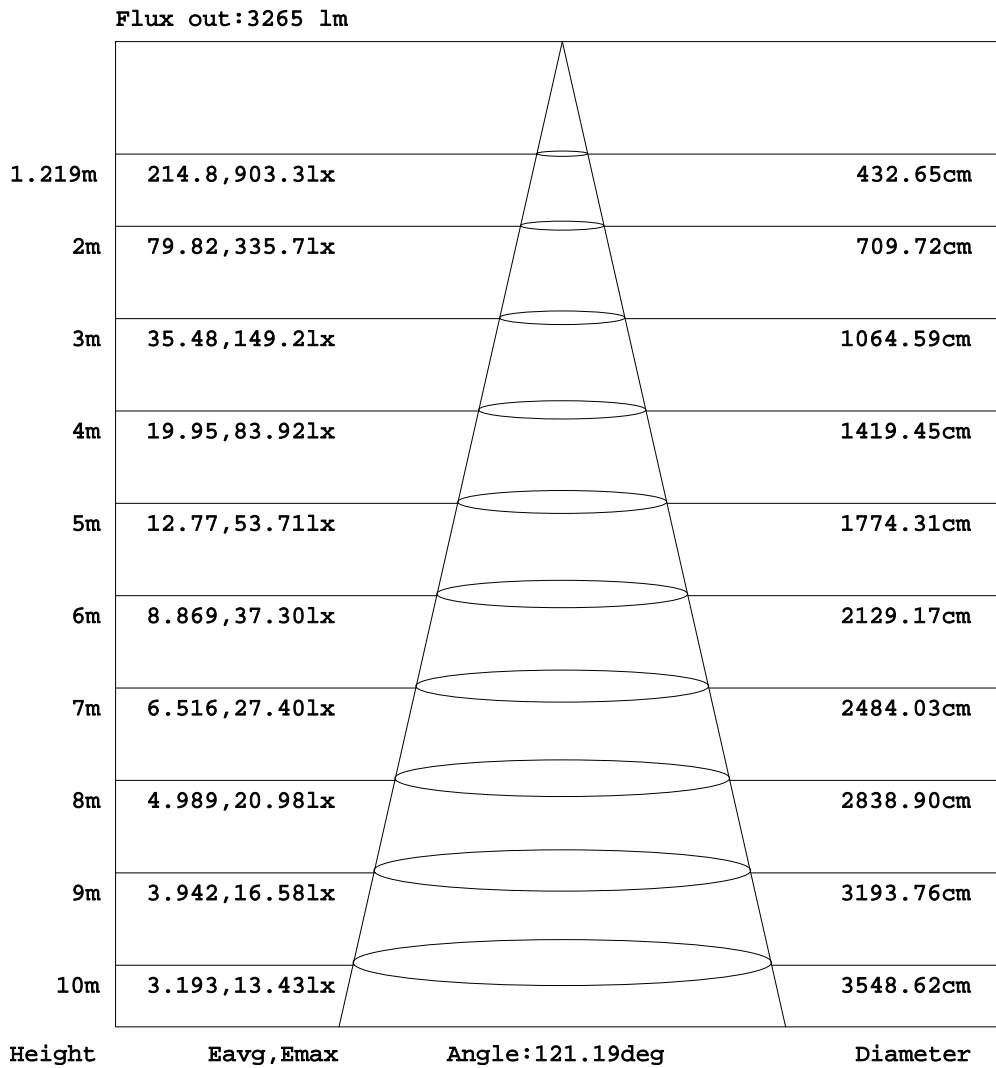 Flux out:3265 lm
1.219m 214.8,903.3lx 432.65cm
2m 79.82,335.7lx 709.72cm
3m 35.48,149.2lx 1064.59cm
4m 19.95,83.92lx 1419.45cm
5m 12.77,53.71lx 1774.31cm
6m 8.869,37.30lx 2129.17cm
7m 6.516,27.40lx 2484.03cm
8m 4.989,20.98lx 2838.90cm
9m 3.942,16.58lx 3193.76cm
10m 3.193,13.43lx 3548.62cm
Height Eavg,Emax Angle:121.19deg Diameter